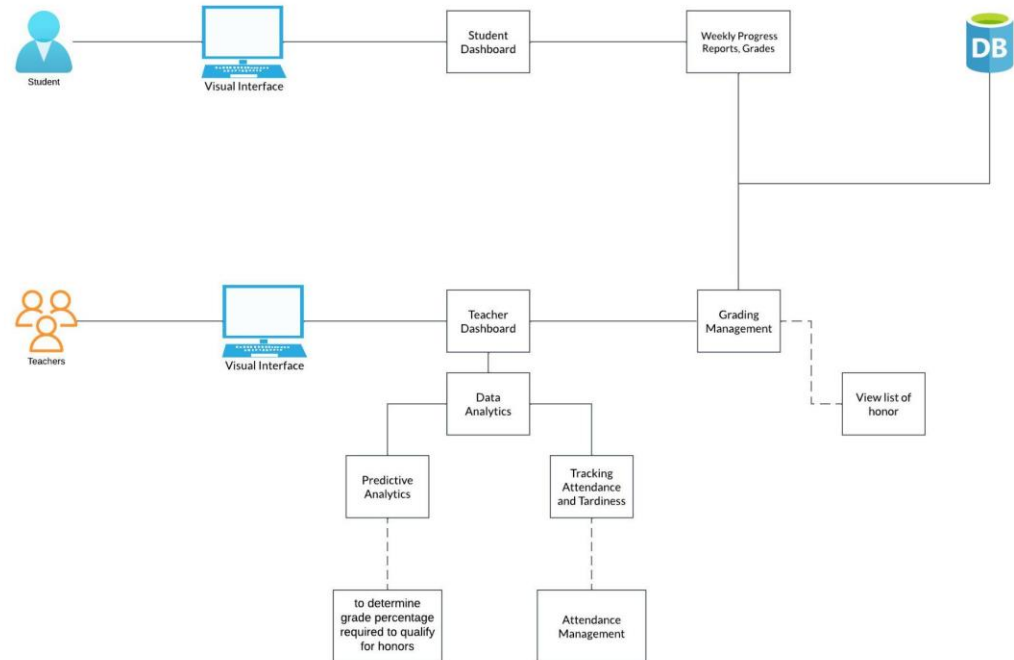 Student
Dashboard
Weekly Progress
Reports, Grades
DB
Student
Visual Interface
Teacher
Dashboard
Grading
Management
Teachers
Visual Interface
Data
Analytics
View list of
honor
Predictive
Analytics
Tracking
Attendance
and Tardiness
to determine
grade percentage
required to qualify
for honors
Attendance
Management